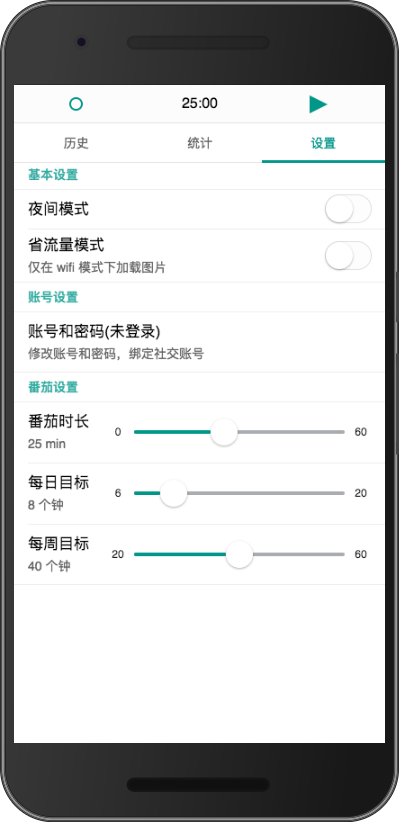 25:00
历史 统计 设置
基本设置
夜间模式
省流量模式
仅在 wifi 模式下加载图片
账号设置
账号和密码(未登录)
修改账号和密码，绑定社交账号
番茄设置
番茄时长
25 min
0 60
每日目标
8 个钟
6 20
每周目标
40 个钟
20 60